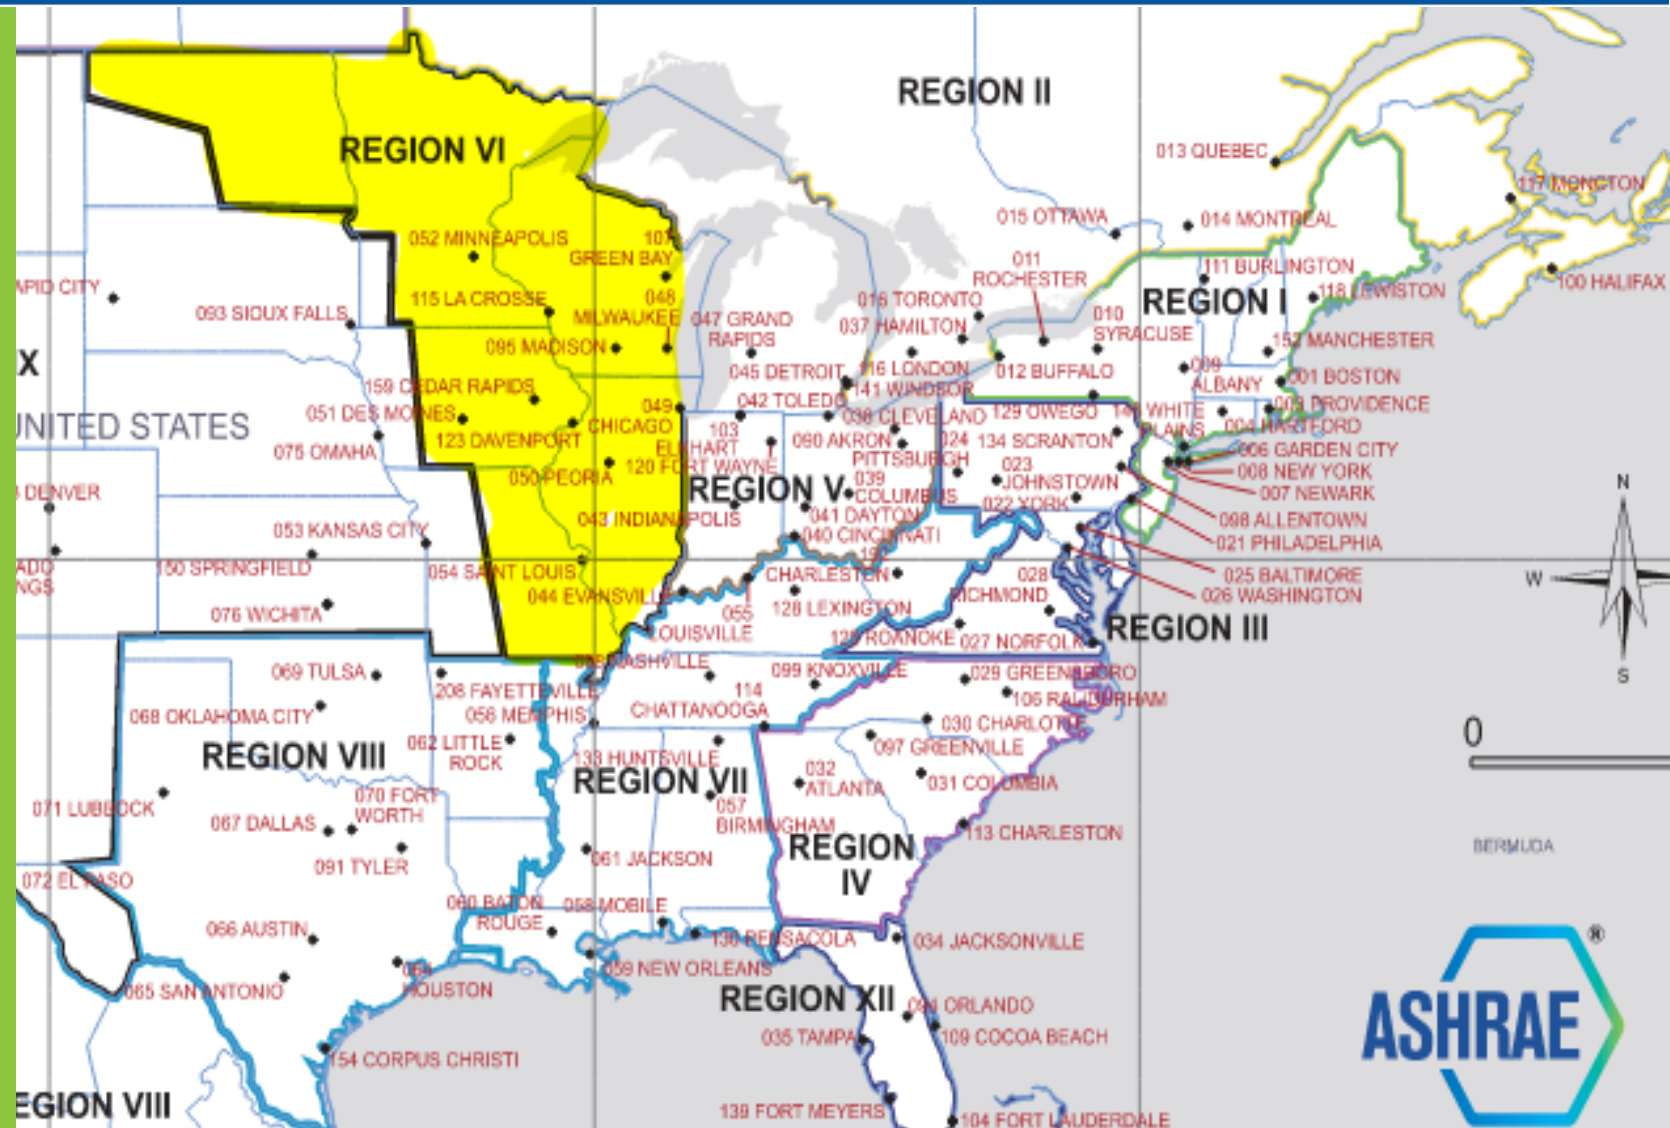 REGION II
REGION VI
013 QUEBEC
117 MONCTON
015 OTTAWA
014 MONTREAL
052 MINNEAPOLIS
107
GREEN BAY
011
ROCHESTER
111 BURLINGTON
100 HALIFAX
APID CITY
115 LA CROSSE
048
MILWAUKEE
016 TORONTO
REGION I
118 LEWISTON
093 SIOUX FALLS
047 GRAND
RAPIDS
037 HAMILTON
010
SYRACUSE
095 MADISON
152 MANCHESTER
X
045 DETROIT
116 LONDON
012 BUFFALO
009
ALBANY
001 BOSTON
159 CEDAR RAPIDS
141 WINDSOR
051 DES MOINES
049
CHICAGO
042 TOLEDO
038 CLEVELAND
129 OWEGO
WHITE
PLAINS
003 PROVIDENCE
004 HARTFORD
UNITED STATES
123 DAVENPORT
103
ELKHART
090 AKRON
024
PITTSBURGH
134 SCRANTON
006 GARDEN CITY
075 OMAHA
050 PEORIA
120 FORT WAYNE
023
JOHNSTOWN
008 NEW YORK
DENVER
REGION V
039
COLUMBUS
022 YORK
007 NEWARK
N
043 INDIANAPOLIS
041 DAYTON
098 ALLENTOWN
053 KANSAS CITY
040 CINCINNATI
021 PHILADELPHIA
ADO
NGS
150 SPRINGFIELD
054 SAINT LOUIS
CHARLESTON
028
RICHMOND
025 BALTIMORE
W
E
044 EVANSVILLE
026 WASHINGTON
076 WICHITA
055
LOUISVILLE
128 LEXINGTON
ROANOKE
027 NORFOLK
REGION III
069 TULSA
NASHVILLE
099 KNOXVILLE
029 GREENSBORO
S
208 FAYETTEVILLE
114
CHATTANOOGA
106 RAL/DURHAM
068 OKLAHOMA CITY
056 MEMPHIS
030 CHARLOTTE
0
REGION VIII
062 LITTLE
ROCK
133 HUNTSVILLE
097 GREENVILLE
REGION VII
032
ATLANTA
031 COLUMBIA
071 LUBBOCK
070 FORT
WORTH
057
BIRMINGHAM
067 DALLAS
113 CHARLESTON
091 TYLER
061 JACKSON
REGION
IV
BERMUDA
072 EL PASO
060 BATON
ROUGE
058 MOBILE
066 AUSTIN
130 PENSACOLA
034 JACKSONVILLE
065 SAN ANTONIO
064
HOUSTON
059 NEW ORLEANS
REGION XII
094 ORLANDO
035 TAMPA
109 COCOA BEACH
ASHRAE®
154 CORPUS CHRISTI
EGION VIII
139 FORT MEYERS
104 FORT LAUDERDALE